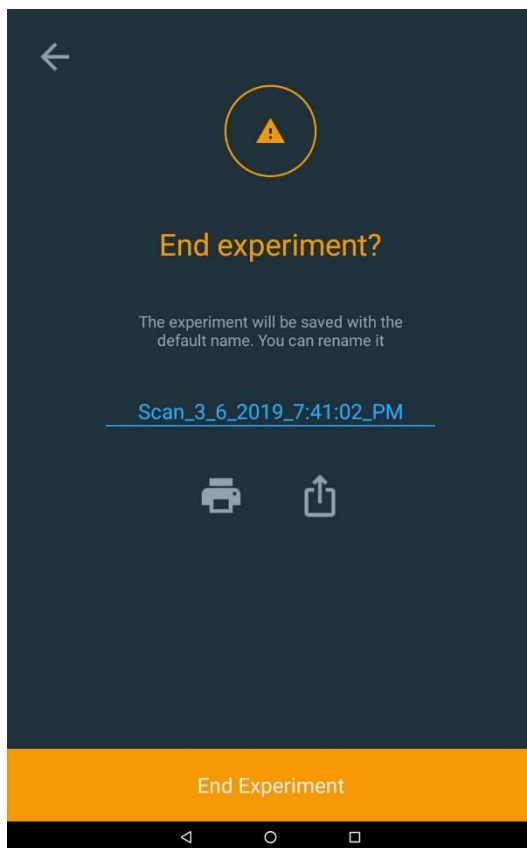 End experiment?
The experiment will be saved with the
default name. You can rename it
Scan_3_6_2019_7:41:02_PM
End Experiment